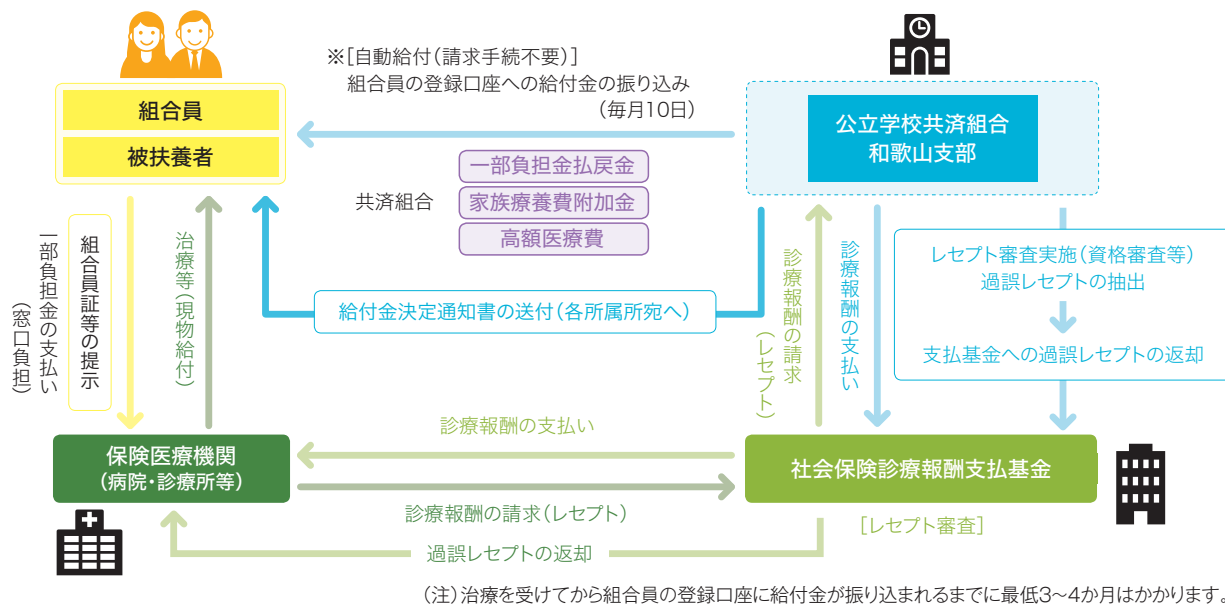 ※[自動給付(請求手続不要)]
組合員の登録口座への給付金の振り込み
(毎月10日)
組合員
被扶養者
公立学校共済組合
和歌山支部
共済組合
一部負担金払戻金
家族療養費附加金
高額医療費
給付金決定通知書の送付(各所属所宛へ)
一部負担金の支払い
(窓口負担)
組合員証等の提示
治療等(現物給付)
診療報酬の請求
(レセプト)
診療報酬の支払い
レセプト審査実施(資格審査等)
過誤レセプトの抽出
支払基金への過誤レセプトの返却
保険医療機関
(病院・診療所等)
診療報酬の支払い
診療報酬の請求(レセプト)
過誤レセプトの返却
社会保険診療報酬支払基金
[レセプト審査]
(注)治療を受けてから組合員の登録口座に給付金が振り込まれるまでに最低3~4か月はかかります。